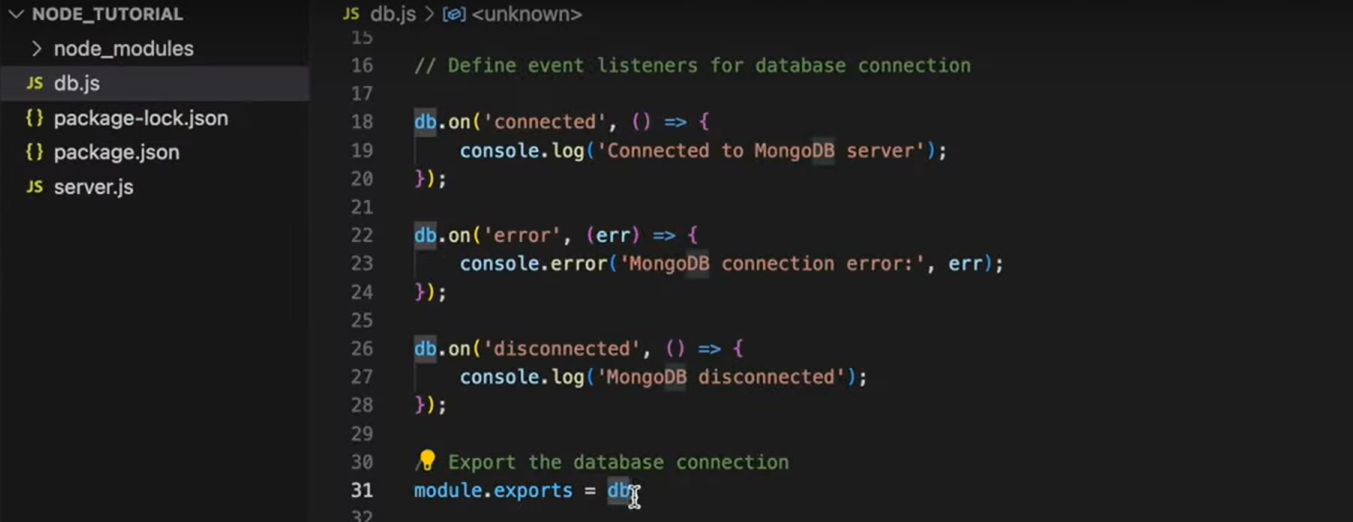 NODE_TUTORIAL
node_modules
JS db.js
{} package-lock.json
{} package.json
JS server.js
JS db.js > <unknown>
15
16 // Define event listeners for database connection
17
18 db.on('connected', () => {
19 console.log('Connected to MongoDB server');
20 });
21
22 db.on('error', (err) => {
23 console.error('MongoDB connection error:', err);
24 });
25
26 db.on('disconnected', () => {
27 console.log('MongoDB disconnected');
28 });
29
30 Export the database connection
31 module.exports = db
32